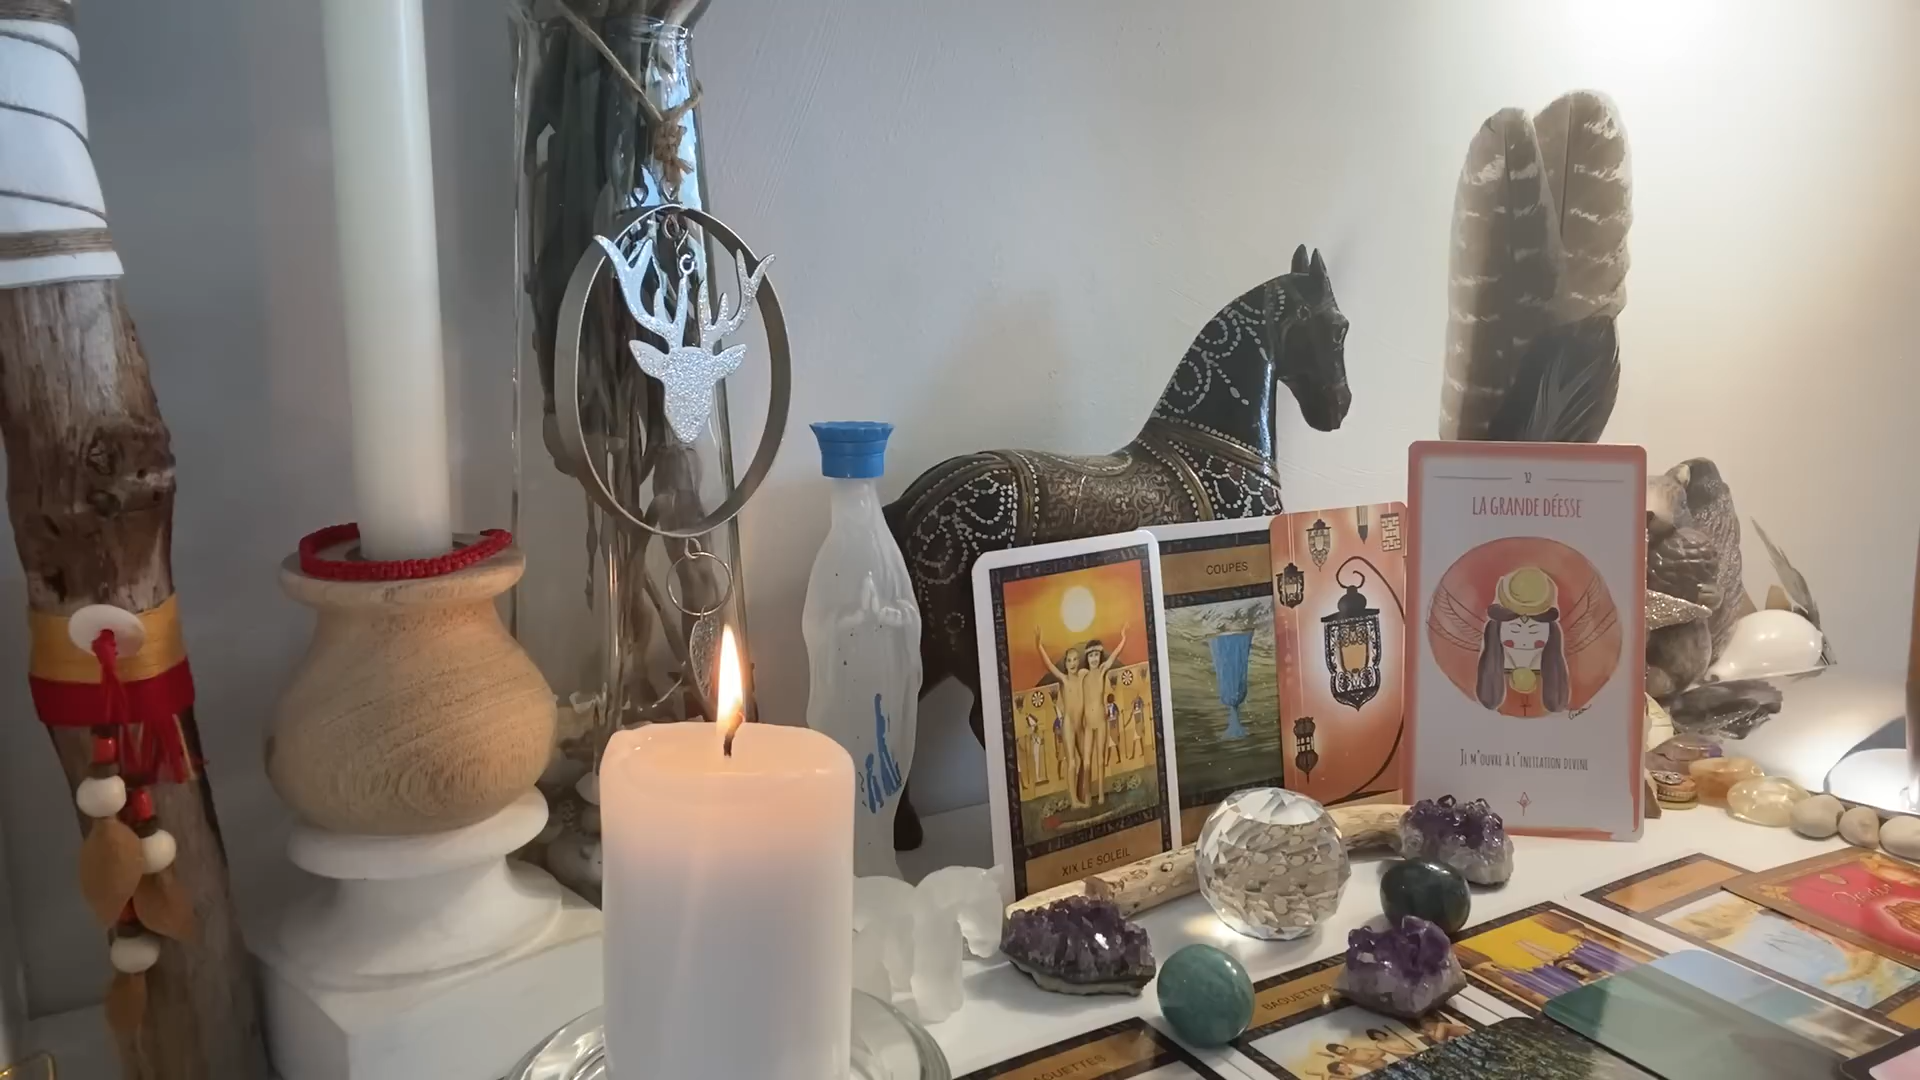 COUPES
XIX LE SOLEIL
32
LA GRANDE DÉESSE
JE M'OUVRE À L'INITIATION DIVINE
BAGUETTES
BAGUETTES